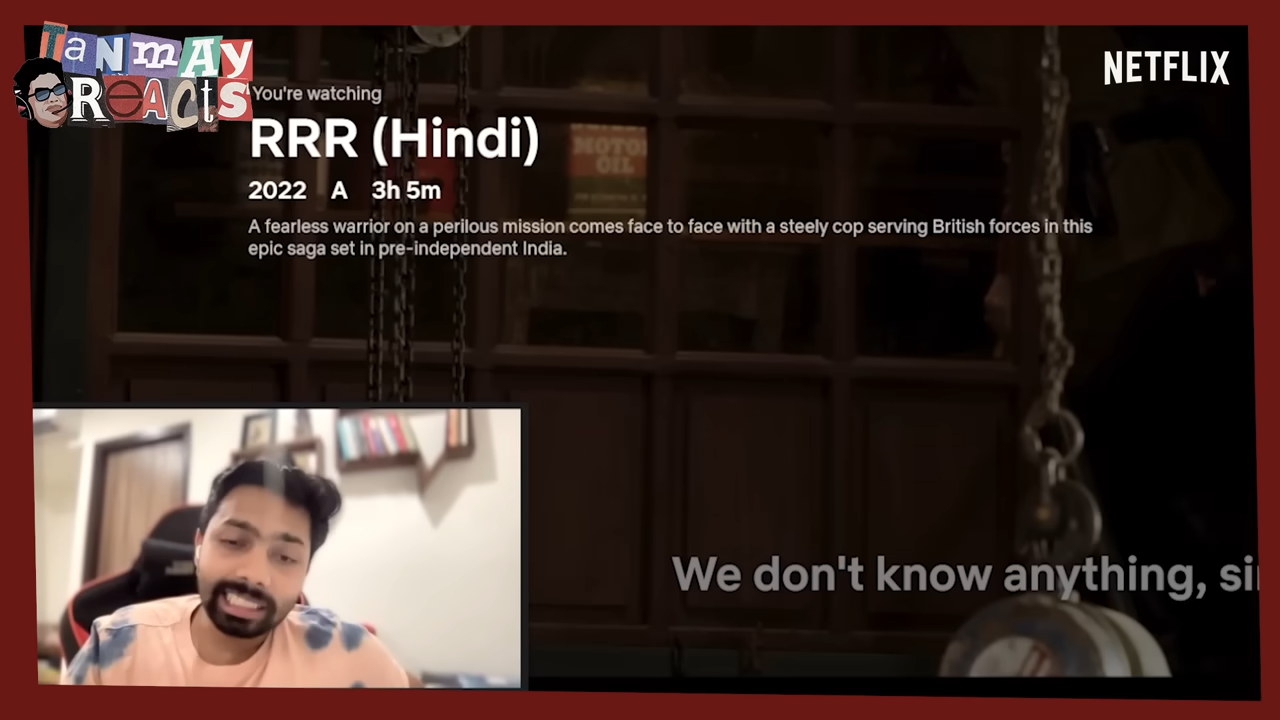 TaNmAy
ReACtS
NETFLIX
You're watching
RRR (Hindi)
2022 A 3h 5m
A fearless warrior on a perilous mission comes face to face with a steely cop serving British forces in this
epic saga set in pre-independent India.
MOTO
OIL
We don't know anything, si